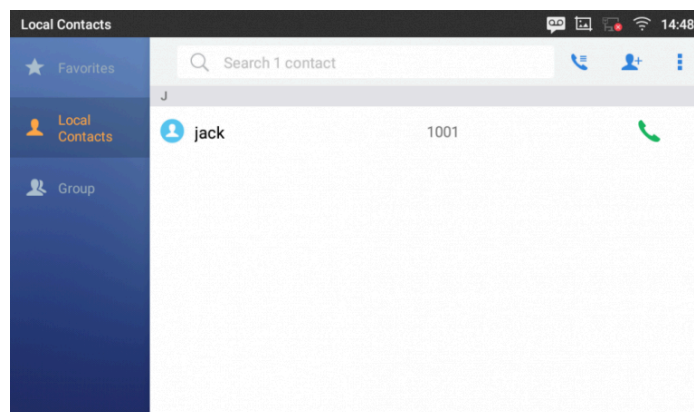 Local Contacts
14:48
Favorites
Search 1 contact
J
Local
Contacts
jack 1001
Group